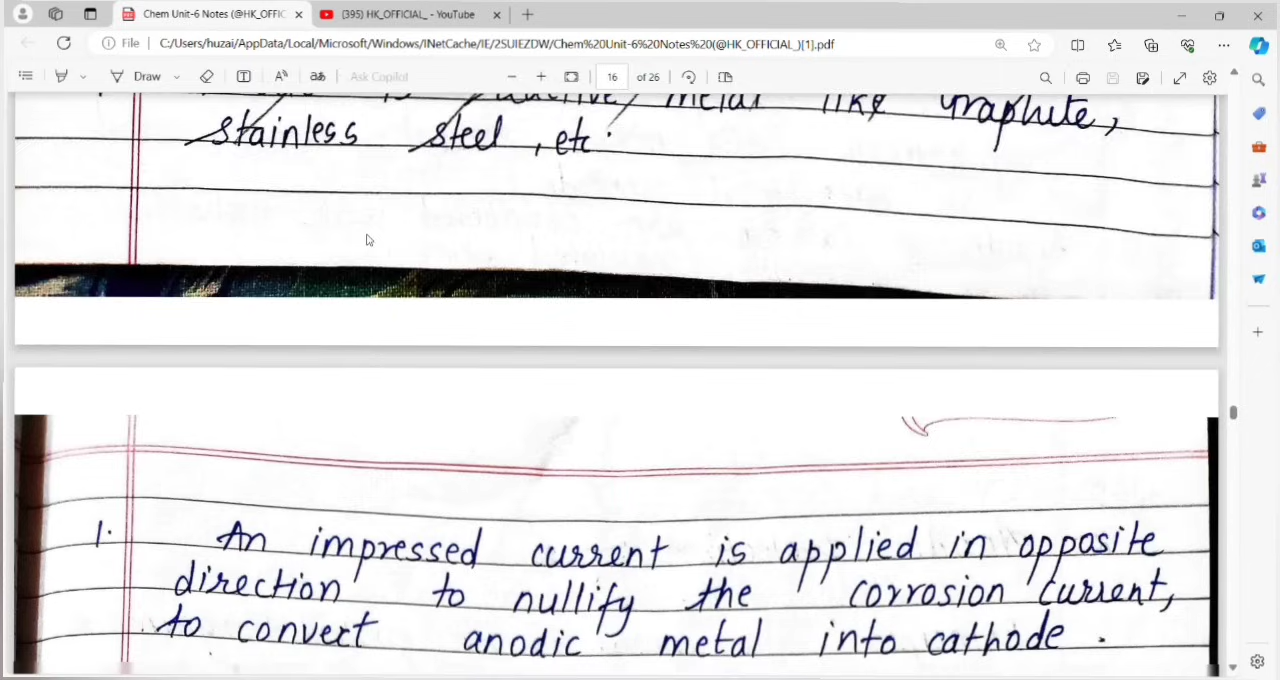 Chem Unit-6 Notes (@HK_OFFIC
(395) HK_OFFICIAL_ - YouTube
File
C:/Users/huzai/AppData/Local/Microsoft/Windows/INetCache/IE/2SUIEZDW/Chem%20Unit-6%20Notes%20(@HK_OFFICIAL_)[1].pdf
Draw
Ask Copilot
16 of 26
metal like Graphite,
stainless steel, etc.
1. An impressed current is applied in opposite
direction to nullify the corrosion current,
to convert anodic metal into cathode.